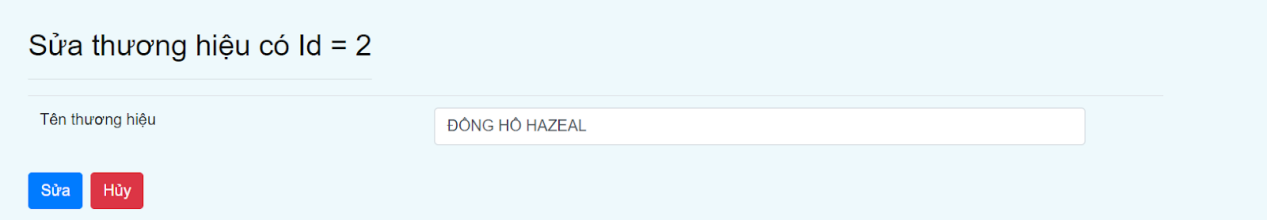 Sửa thương hiệu có Id = 2
Tên thương hiệu
ĐỒNG HỒ HAZEAL
Sửa
Hủy